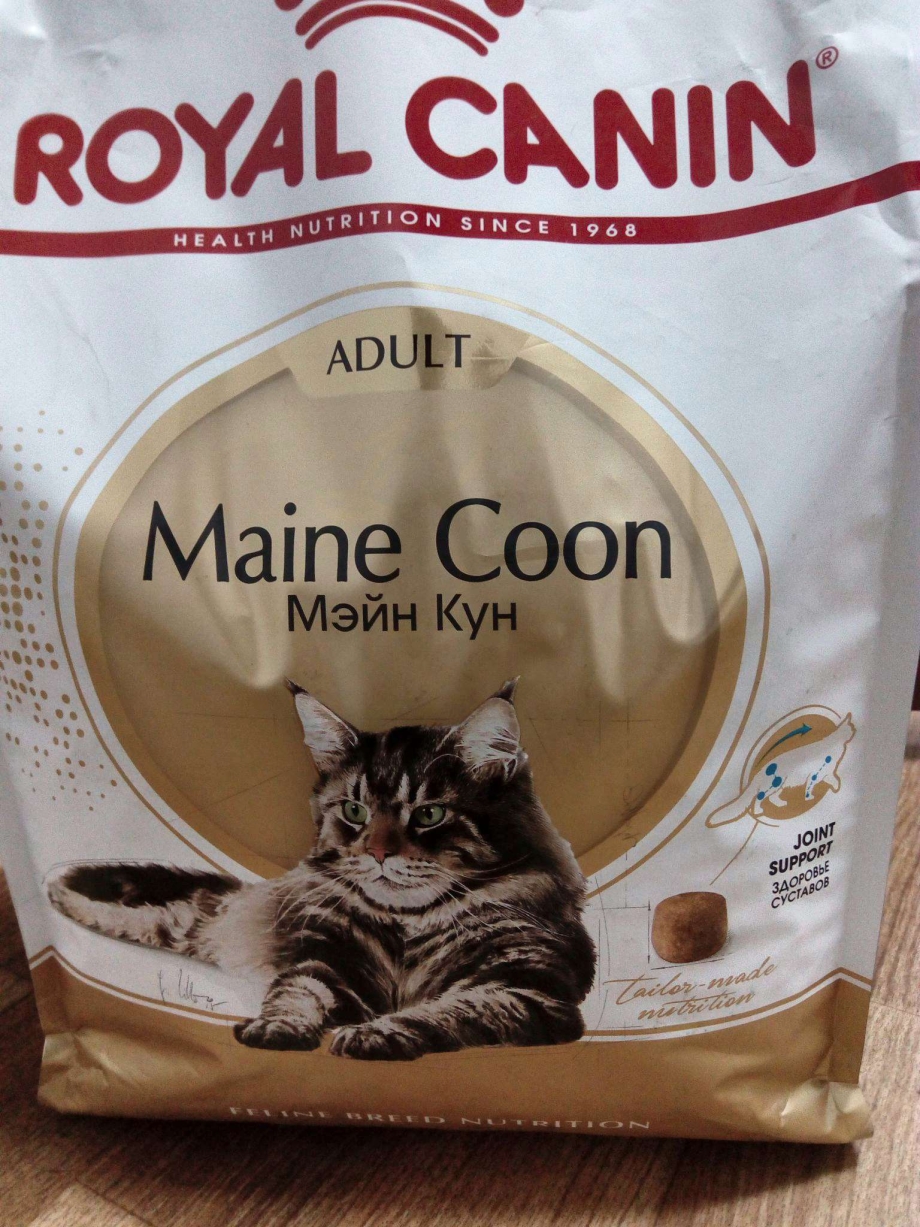 ROYAL CANIN®
HEALTH NUTRITION SINCE 1968
ADULT
Maine Coon
Мэйн Кун
JOINT
SUPPORT
ЗДОРОВЬЕ
СУСТАВОВ
Tailor-made
nutrition
FELINE BREED NUTRITION